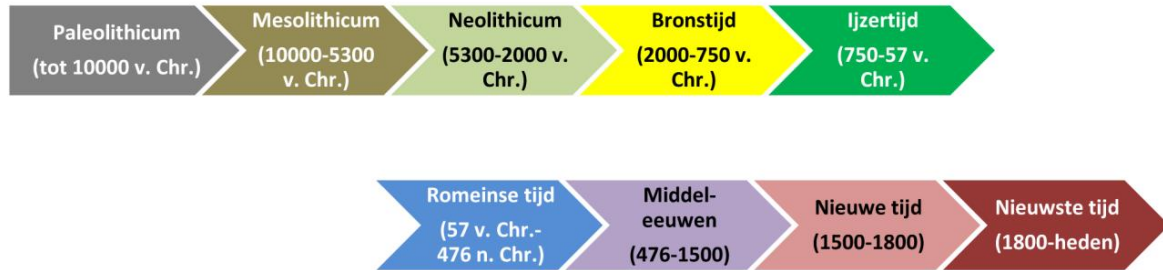 Paleolithicum
(tot 10000 v. Chr.)
Mesolithicum
(10000-5300
v. Chr.)
Neolithicum
(5300-2000 v.
Chr.)
Bronstijd
(2000-750 v.
Chr.)
Ijzertijd
(750-57 v.
Chr.)
Romeinse tijd
(57 v. Chr.-
476 n. Chr.)
Middel-
eeuwen
(476-1500)
Nieuwe tijd
(1500-1800)
Nieuwste tijd
(1800-heden)